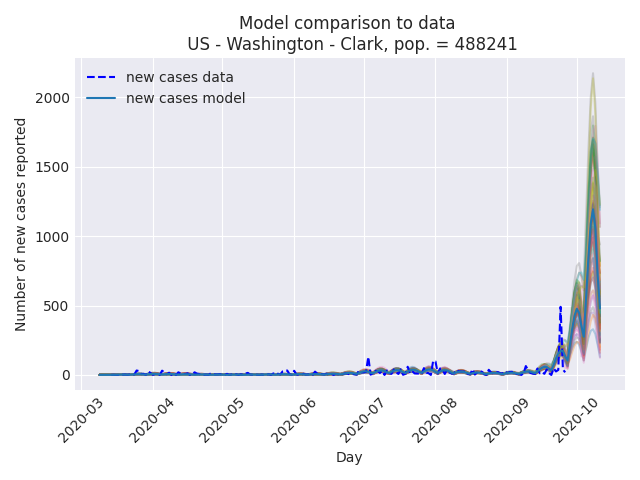 Model comparison to data
US - Washington - Clark, pop. = 488241
new cases data
new cases model
Number of new cases reported
2000
1500
1000
500
0
2020-03
2020-04
2020-05
2020-06
2020-07
2020-08
2020-09
2020-10
Day